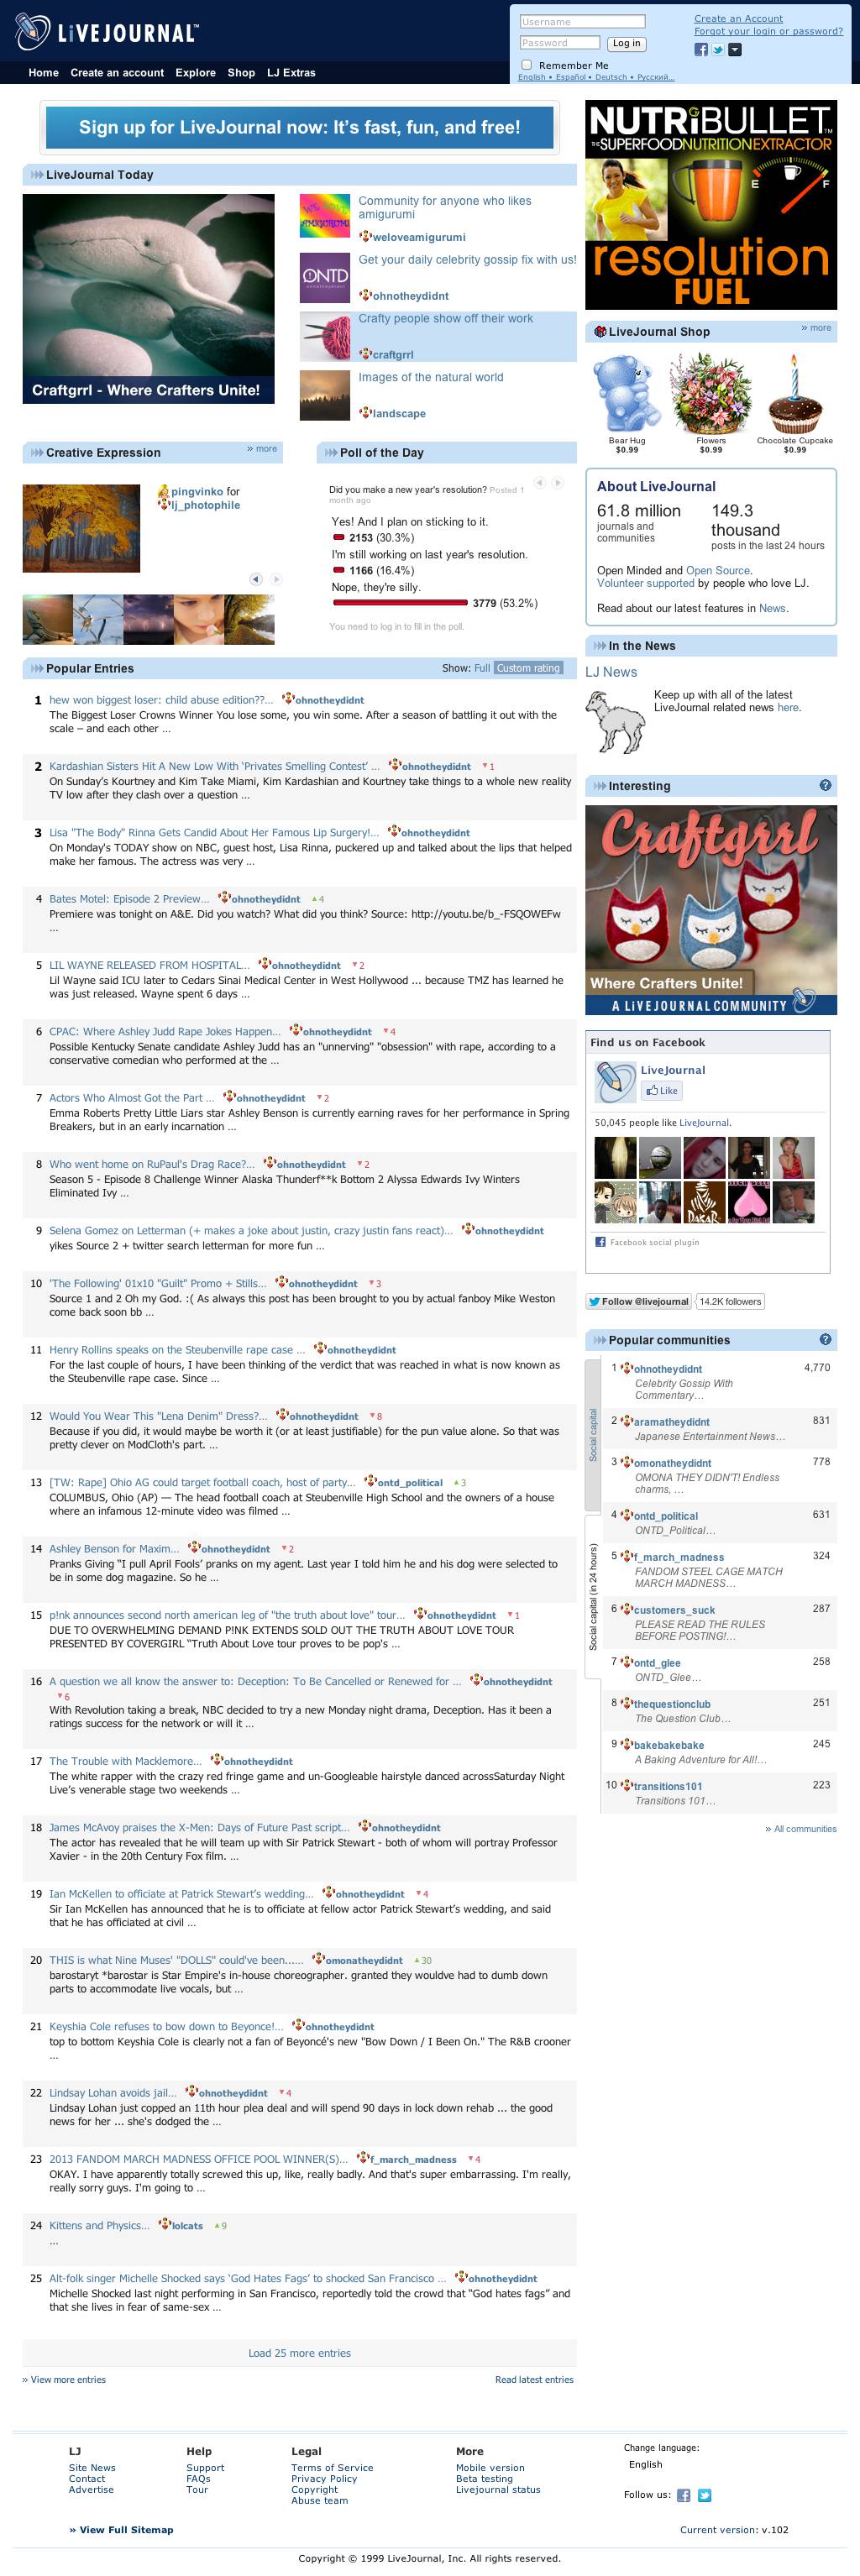 LiVEJOURNAL™
Username
Password
Log in
Remember Me
English • Español • Deutsch • Русский...
Create an Account
Forgot your login or password?
Home Create an account Explore Shop LJ Extras
Sign up for LiveJournal now: It's fast, fun, and free!
LiveJournal Today
Craftgrrl - Where Crafters Unite!
Community for anyone who likes
amigurumi
weloveamigurumi
Get your daily celebrity gossip fix with us!
ONTD
ohnotheydidnt
Crafty people show off their work
craftgrrl
Images of the natural world
landscape
Creative Expression » more
pingvinko for
lj_photophile
Poll of the Day
Did you make a new year's resolution? Posted 1
month ago
Yes! And I plan on sticking to it.
2153 (30.3%)
I'm still working on last year's resolution.
1166 (16.4%)
Nope, they're silly.
3779 (53.2%)
You need to log in to fill in the poll.
Popular Entries Show: Full Custom rating
1 hew won biggest loser: child abuse edition??... ohnotheydidnt
The Biggest Loser Crowns Winner You lose some, you win some. After a season of battling it out with the
scale – and each other ...
2 Kardashian Sisters Hit A New Low With ‘Privates Smelling Contest’ ... ohnotheydidnt ▼1
On Sunday's Kourtney and Kim Take Miami, Kim Kardashian and Kourtney take things to a whole new reality
TV low after they clash over a question ...
3 Lisa "The Body" Rinna Gets Candid About Her Famous Lip Surgery!... ohnotheydidnt
On Monday's TODAY show on NBC, guest host, Lisa Rinna, puckered up and talked about the lips that helped
make her famous. The actress was very ...
4 Bates Motel: Episode 2 Preview... ohnotheydidnt ▲4
Premiere was tonight on A&E. Did you watch? What did you think? Source: http://youtu.be/b_-FSQOWEFw
...
5 LIL WAYNE RELEASED FROM HOSPITAL... ohnotheydidnt ▼2
Lil Wayne said ICU later to Cedars Sinai Medical Center in West Hollywood ... because TMZ has learned he
was just released. Wayne spent 6 days ...
6 CPAC: Where Ashley Judd Rape Jokes Happen... ohnotheydidnt ▼4
Possible Kentucky Senate candidate Ashley Judd has an "unnerving" "obsession" with rape, according to a
conservative comedian who performed at the ...
7 Actors Who Almost Got the Part ... ohnotheydidnt ▼2
Emma Roberts Pretty Little Liars star Ashley Benson is currently earning raves for her performance in Spring
Breakers, but in an early incarnation ...
8 Who went home on RuPaul's Drag Race?... ohnotheydidnt ▼2
Season 5 - Episode 8 Challenge Winner Alaska Thunderf**k Bottom 2 Alyssa Edwards Ivy Winters
Eliminated Ivy ...
9 Selena Gomez on Letterman (+ makes a joke about justin, crazy justin fans react)... ohnotheydidnt
yikes Source 2 + twitter search letterman for more fun ...
10 'The Following' 01x10 "Guilt" Promo + Stills... ohnotheydidnt ▼3
Source 1 and 2 Oh my God. :( As always this post has been brought to you by actual fanboy Mike Weston
come back soon bb ...
11 Henry Rollins speaks on the Steubenville rape case ... ohnotheydidnt
For the last couple of hours, I have been thinking of the verdict that was reached in what is now known as
the Steubenville rape case. Since ...
12 Would You Wear This "Lena Denim" Dress?... ohnotheydidnt ▼8
Because if you did, it would maybe be worth it (or at least justifiable) for the pun value alone. So that was
pretty clever on ModCloth's part. ...
13 [TW: Rape] Ohio AG could target football coach, host of party... ontd_political ▲3
COLUMBUS, Ohio (AP) — The head football coach at Steubenville High School and the owners of a house
where an infamous 12-minute video was filmed ...
14 Ashley Benson for Maxim... ohnotheydidnt ▼2
Pranks Giving “I pull April Fools’ pranks on my agent. Last year I told him he and his dog were selected to
be in some dog magazine. So he ...
15 p!nk announces second north american leg of "the truth about love" tour... ohnotheydidnt ▼1
DUE TO OVERWHELMING DEMAND P!NK EXTENDS SOLD OUT THE TRUTH ABOUT LOVE TOUR
PRESENTED BY COVERGIRL “Truth About Love tour proves to be pop's ...
16 A question we all know the answer to: Deception: To Be Cancelled or Renewed for ... ohnotheydidnt
▼6
With Revolution taking a break, NBC decided to try a new Monday night drama, Deception. Has it been a
ratings success for the network or will it ...
17 The Trouble with Macklemore... ohnotheydidnt
The white rapper with the crazy red fringe game and un-Googleable hairstyle danced acrossSaturday Night
Live's venerable stage two weekends ...
18 James McAvoy praises the X-Men: Days of Future Past script... ohnotheydidnt
The actor has revealed that he will team up with Sir Patrick Stewart - both of whom will portray Professor
Xavier - in the 20th Century Fox film. ...
19 Ian McKellen to officiate at Patrick Stewart's wedding... ohnotheydidnt ▼4
Sir Ian McKellen has announced that he is to officiate at fellow actor Patrick Stewart's wedding, and said
that he has officiated at civil ...
20 THIS is what Nine Muses' "DOLLS" could've been...... omonatheydidnt ▲30
barostaryt *barostar is Star Empire's in-house choreographer. granted they wouldve had to dumb down
parts to accommodate live vocals, but ...
21 Keyshia Cole refuses to bow down to Beyonce!... ohnotheydidnt
top to bottom Keyshia Cole is clearly not a fan of Beyoncé's new "Bow Down / I Been On." The R&B crooner
...
22 Lindsay Lohan avoids jail... ohnotheydidnt ▼4
Lindsay Lohan just copped an 11th hour plea deal and will spend 90 days in lock down rehab ... the good
news for her ... she's dodged the ...
23 2013 FANDOM MARCH MADNESS OFFICE POOL WINNER(S)... f_march_madness ▼4
OKAY. I have apparently totally screwed this up, like, really badly. And that's super embarrassing. I'm really,
really sorry guys. I'm going to ...
24 Kittens and Physics... lolcats ▲9
...
25 Alt-folk singer Michelle Shocked says ‘God Hates Fags’ to shocked San Francisco ... ohnotheydidnt
Michelle Shocked last night performing in San Francisco, reportedly told the crowd that “God hates fags” and
that she lives in fear of same-sex ...
Load 25 more entries
» View more entries Read latest entries
NUTRiBULLET™
THE SUPERFOOD NUTRITION EXTRACTOR
E F
resolution
FUEL
LiveJournal Shop » more
Bear Hug
$0.99
Flowers
$0.99
Chocolate Cupcake
$0.99
About LiveJournal
61.8 million
journals and
communities
149.3
thousand
posts in the last 24 hours
Open Minded and Open Source.
Volunteer supported by people who love LJ.
Read about our latest features in News.
In the News
LJ News
Keep up with all of the latest
LiveJournal related news here.
Interesting ?
Craftgrrl
Where Crafters Unite!
A LiVEJOURNAL COMMUNITY
Find us on Facebook
LiveJournal
Like
50,045 people like LiveJournal.
DAKAR
Facebook social plugin
Follow @livejournal 14.2K followers
Popular communities ?
Social capital
Social capital (in 24 hours)
1 ohnotheydidnt 4,770
Celebrity Gossip With
Commentary...
2 aramatheydidnt 831
Japanese Entertainment News...
3 omonatheydidnt 778
OMONA THEY DIDN'T! Endless
charms, ...
4 ontd_political 631
ONTD_Political...
5 f_march_madness 324
FANDOM STEEL CAGE MATCH
MARCH MADNESS...
6 customers_suck 287
PLEASE READ THE RULES
BEFORE POSTING!...
7 ontd_glee 258
ONTD_Glee...
8 thequestionclub 251
The Question Club...
9 bakebakebake 245
A Baking Adventure for All!...
10 transitions101 223
Transitions 101...
» All communities
LJ
Site News
Contact
Advertise
Help
Support
FAQs
Tour
Legal
Terms of Service
Privacy Policy
Copyright
Abuse team
More
Mobile version
Beta testing
Livejournal status
Change language:
English
Follow us:
» View Full Sitemap
Current version: v.102
Copyright © 1999 LiveJournal, Inc. All rights reserved.